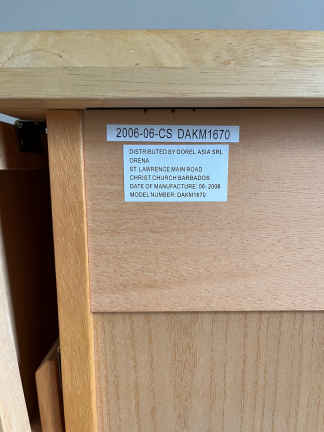 2006-06-CS DAKM1670
DISTRIBUTED BY DOREL ASIA SRL
ORENA
ST. LAWRENCE MAIN ROAD
CHRIST CHURCH BARBADOS
DATE OF MANUFACTURE: 06- 2006
MODEL NUMBER: DAKM1670